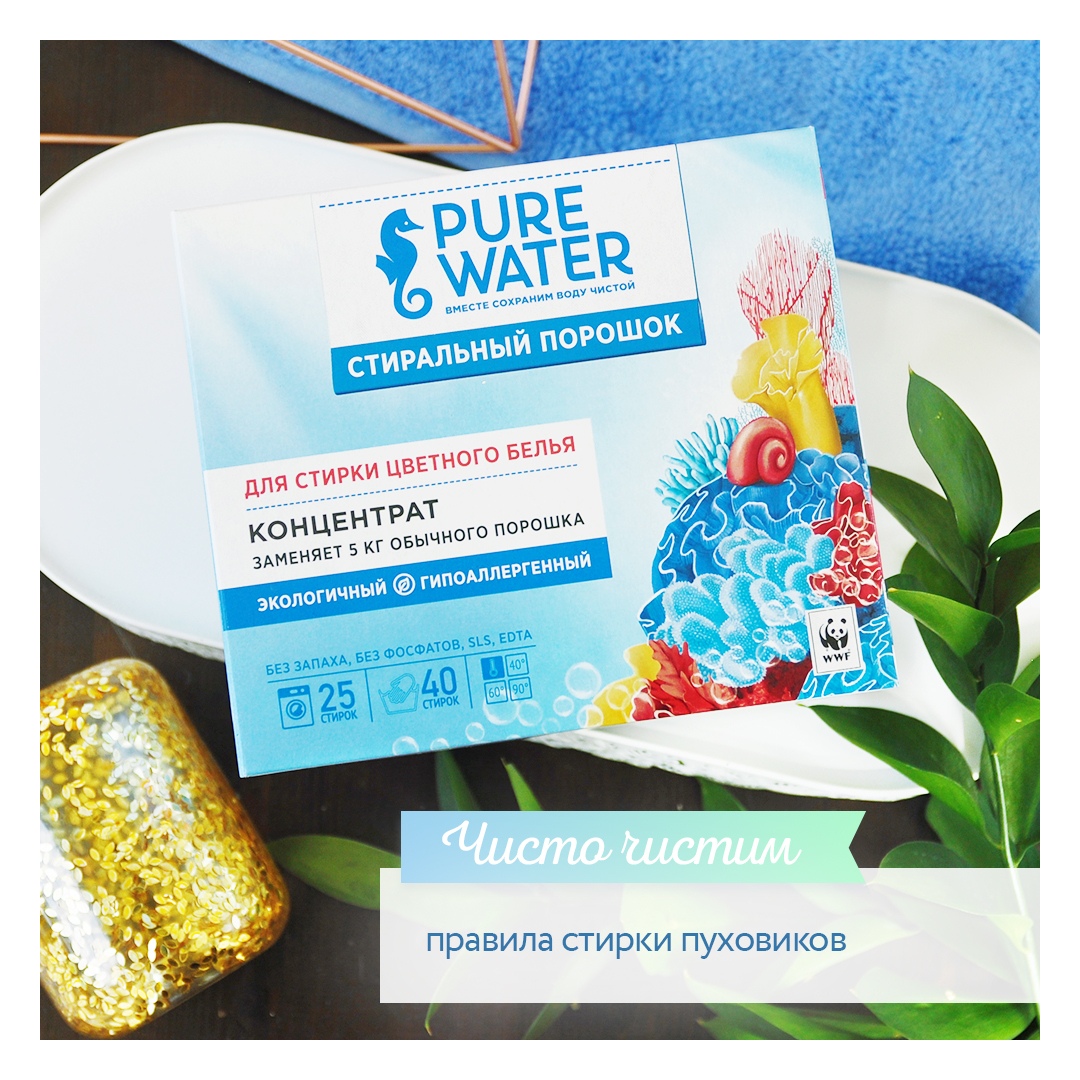 PURE
WATER
ВМЕСТЕ СОХРАНИМ ВОДУ ЧИСТОЙ
СТИРАЛЬНЫЙ ПОРОШОК
ДЛЯ СТИРКИ ЦВЕТНОГО БЕЛЬЯ
КОНЦЕНТРАТ
ЗАМЕНЯЕТ 5 КГ ОБЫЧНОГО ПОРОШКА
ЭКОЛОГИЧНЫЙ ГИПОАЛЛЕРГЕННЫЙ
БЕЗ ЗАПАХА, БЕЗ ФОСФАТОВ, SLS, EDTA
25 СТИРОК
40 СТИРОК
40°
60° 90°
WWF
Чисто чистим
правила стирки пуховиков